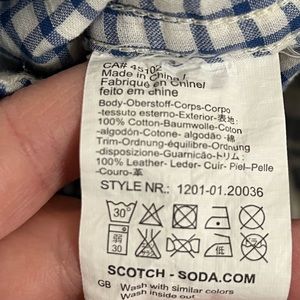 CA# 45102
Made in China /
Fabriqué en Chine/
feito em china
Body-Oberstoff-Corps-Corpo
-tessuto esterno-Exterior-表地:
100% Cotton-Baumwolle-Coton
-algodón-Cotone- algodão- 綿
Trim-Ordnung-équilibre-Ordnung
-disposizione-Guarnicão-トリム:
100% Leather- Leder- Cuir- Piel-Pelle
-Couro-革
STYLE NR.: 1201-01.20036
30
弱
30
SCOTCH - SODA.COM
GB Wash with similar colors
Wash inside out